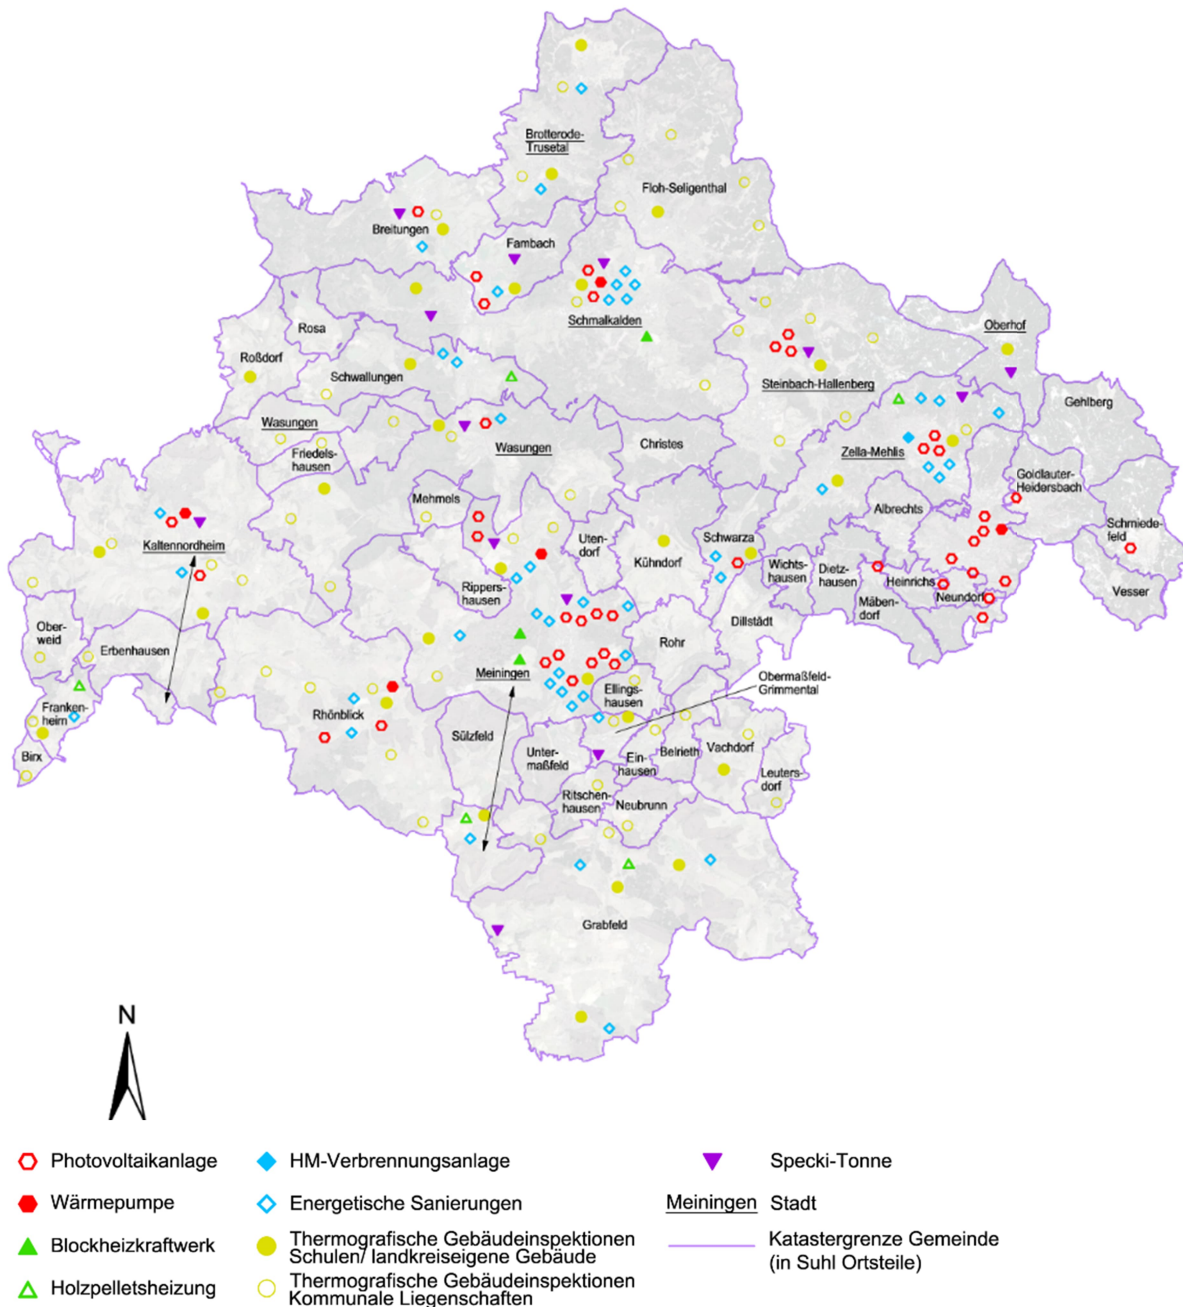 Brotterode-
Trusetal
Floh-Seligenthal
Breitungen
Fambach
Schmalkalden
Rosa
Oberhof
Roßdorf
Schwallungen
Steinbach-Hallenberg
Gehlberg
Wasungen
Wasungen
Christes
Zella-Mehlis
Friedels-
hausen
Goldlauter-
Heidersbach
Mehmels
Albrechts
Kaltennordheim
Uten-
dorf
Schwarza
Schmiede-
feld
Kühndorf
Wichts-
hausen
Dietz-
hausen
Heinrichs
Rippers-
hausen
Neundorf
Vesser
Mäben-
dorf
Ober-
weid
Erbenhausen
Dillstädt
Rohr
Meiningen
Obermaßfeld-
Grimmental
Franken-
heim
Ellings-
hausen
Rhönblick
Sülzfeld
Birx
Unter-
maßfeld
Ein-
hausen
Belrieth
Vachdorf
Leuters-
dorf
Ritschen-
hausen
Neubrunn
Grabfeld
N
Photovoltaikanlage
HM-Verbrennungsanlage
Specki-Tonne
Wärmepumpe
Energetische Sanierungen
Meiningen Stadt
Blockheizkraftwerk
Thermografische Gebäudeinspektionen
Schulen/ landkreiseigene Gebäude
Katastergrenze Gemeinde
(in Suhl Ortsteile)
Holzpelletsheizung
Thermografische Gebäudeinspektionen
Kommunale Liegenschaften